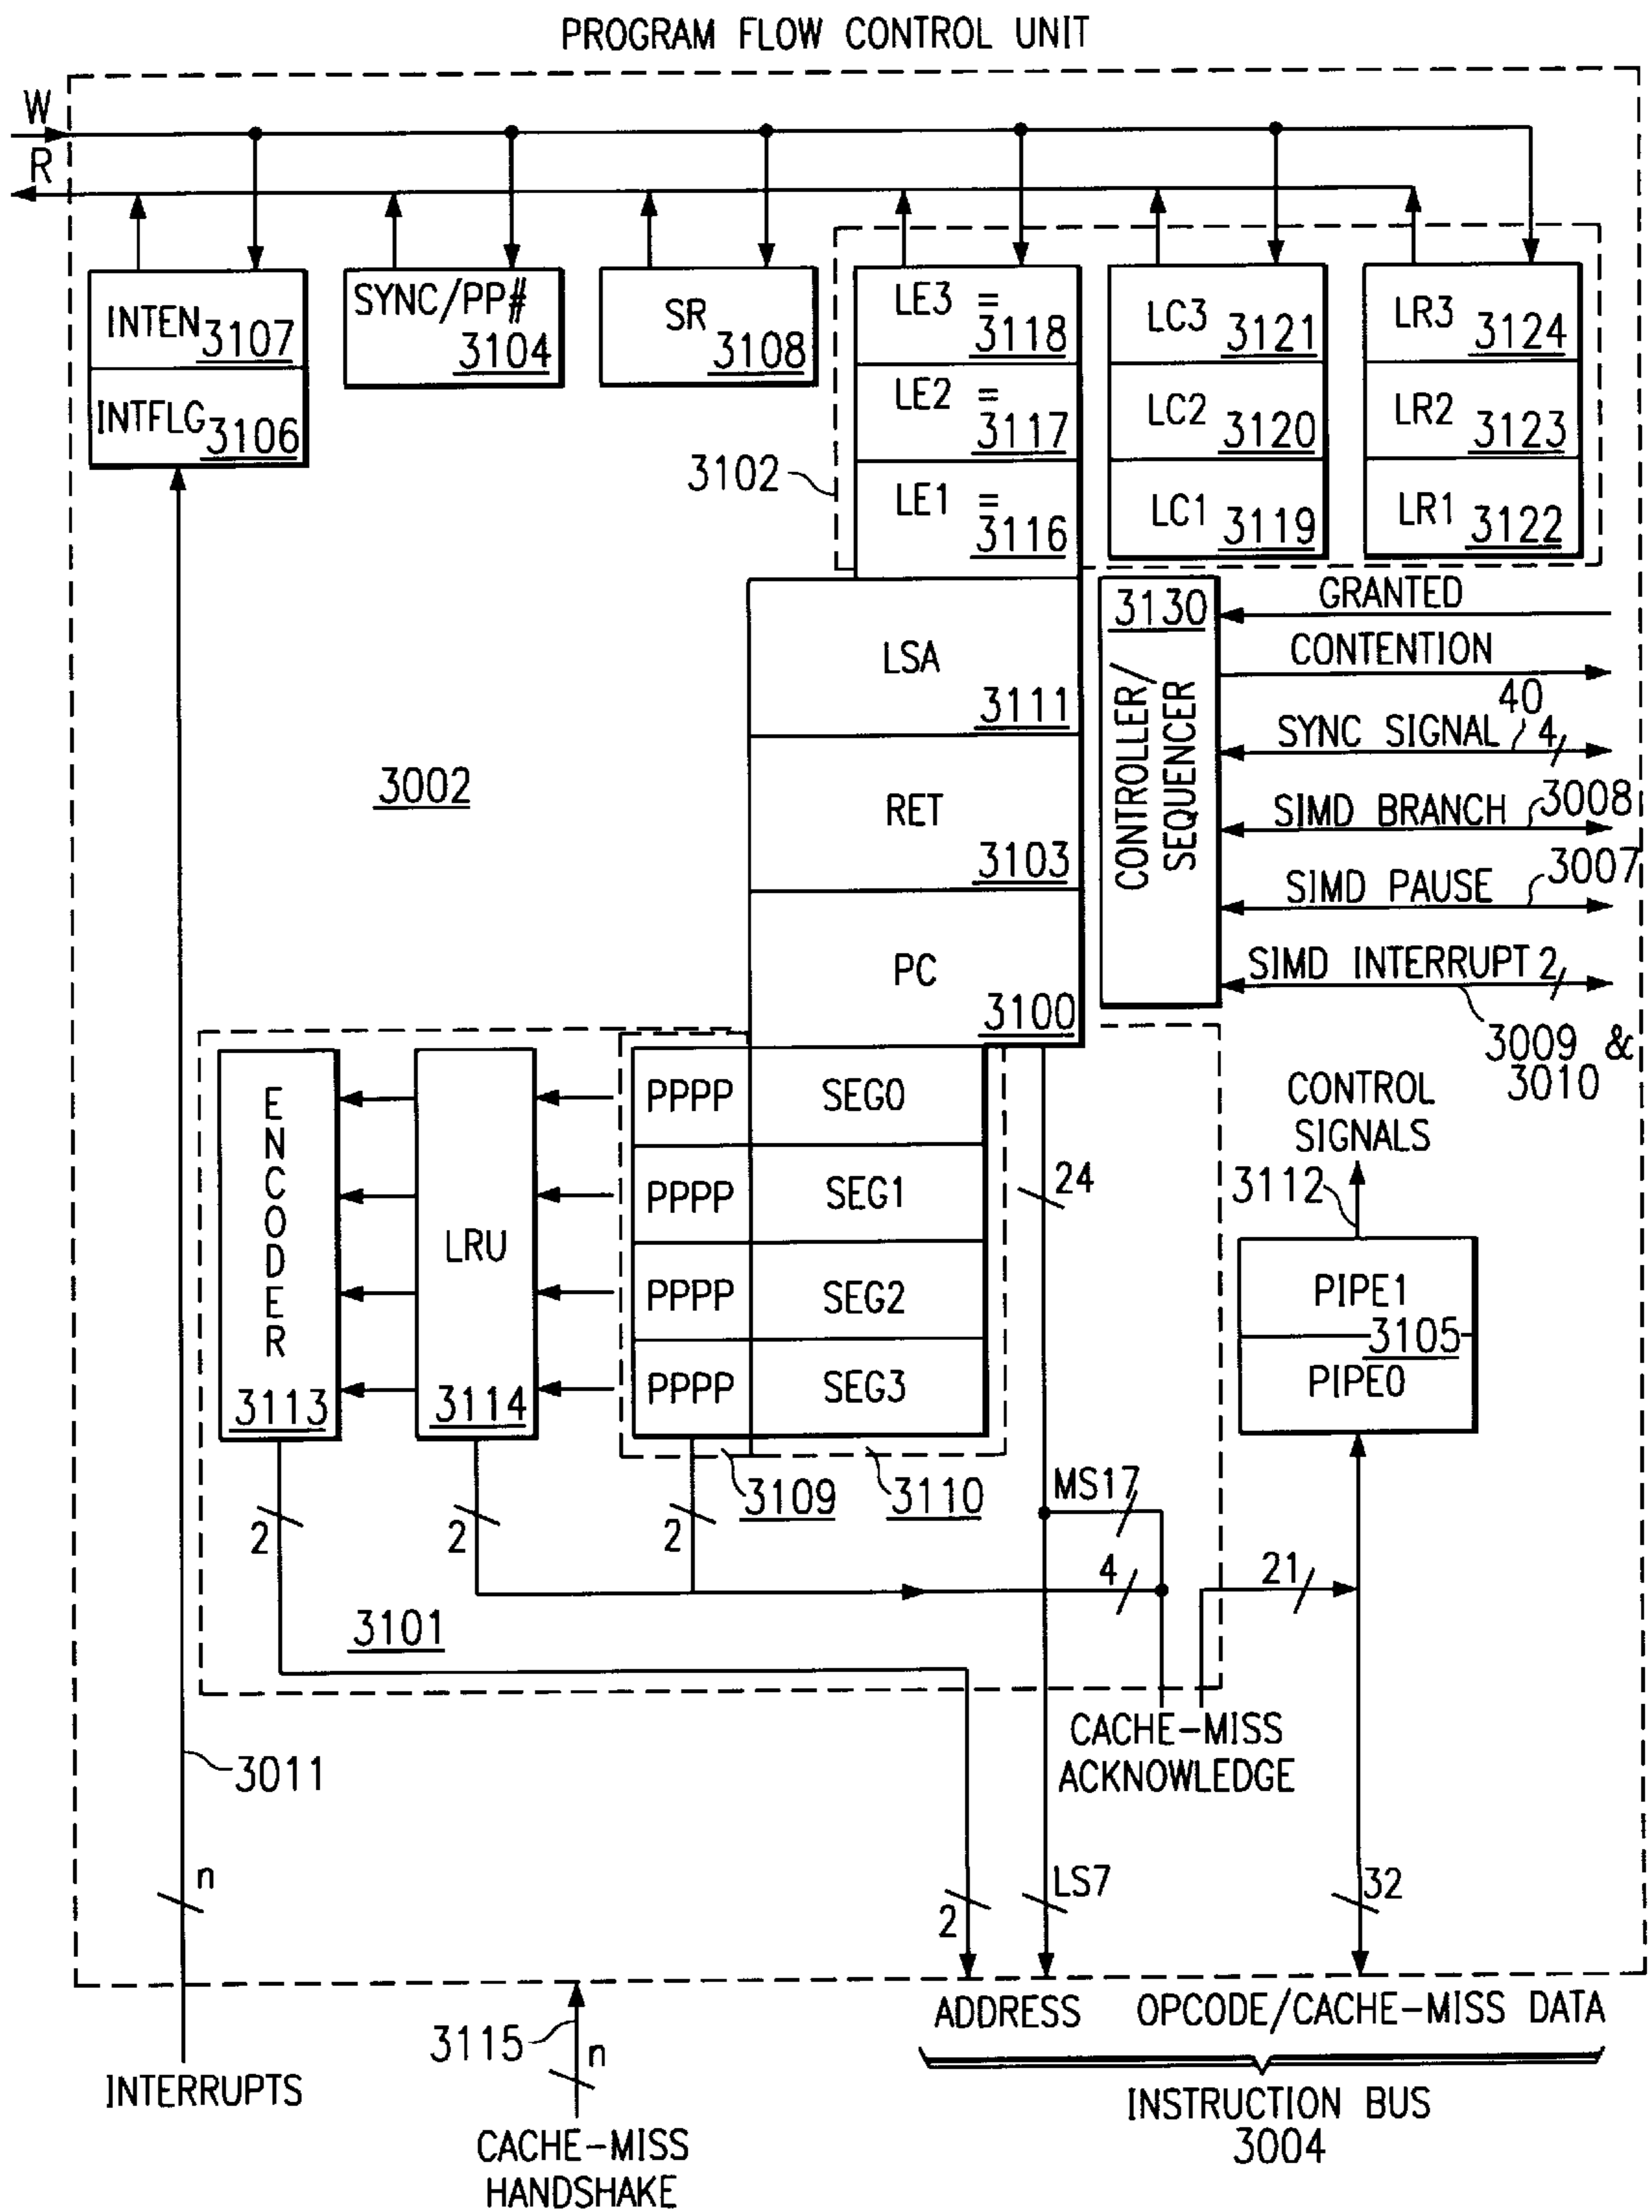 PROGRAM FLOW CONTROL UNIT
W
R
INTEN 3107
INTFLG 3106
SYNC/PP#
3104
SR
3108
LE3 =
3118
LE2 =
3117
LE1 =
3116
LC3 3121
LC2 3120
LC1 3119
LR3 3124
LR2 3123
LR1 3122
3102
LSA
3111
RET
3103
PC
3100
3002
3130
CONTROLLER/
SEQUENCER
GRANTED
CONTENTION
40
SYNC SIGNAL 4
SIMD BRANCH 3008
3007
SIMD PAUSE
SIMD INTERRUPT 2
3009 &
3010
CONTROL
SIGNALS
3112
PIPE1
3105
PIPE0
ENCODER
3113
LRU
3114
PPPP SEG0
PPPP SEG1
PPPP SEG2
PPPP SEG3
24
3109
3110
2
2
2
MS17
4
21
3101
CACHE-MISS
ACKNOWLEDGE
3011
n
2
LS7
32
ADDRESS
OPCODE/CACHE-MISS DATA
3115
n
INTERRUPTS
CACHE-MISS
HANDSHAKE
INSTRUCTION BUS
3004